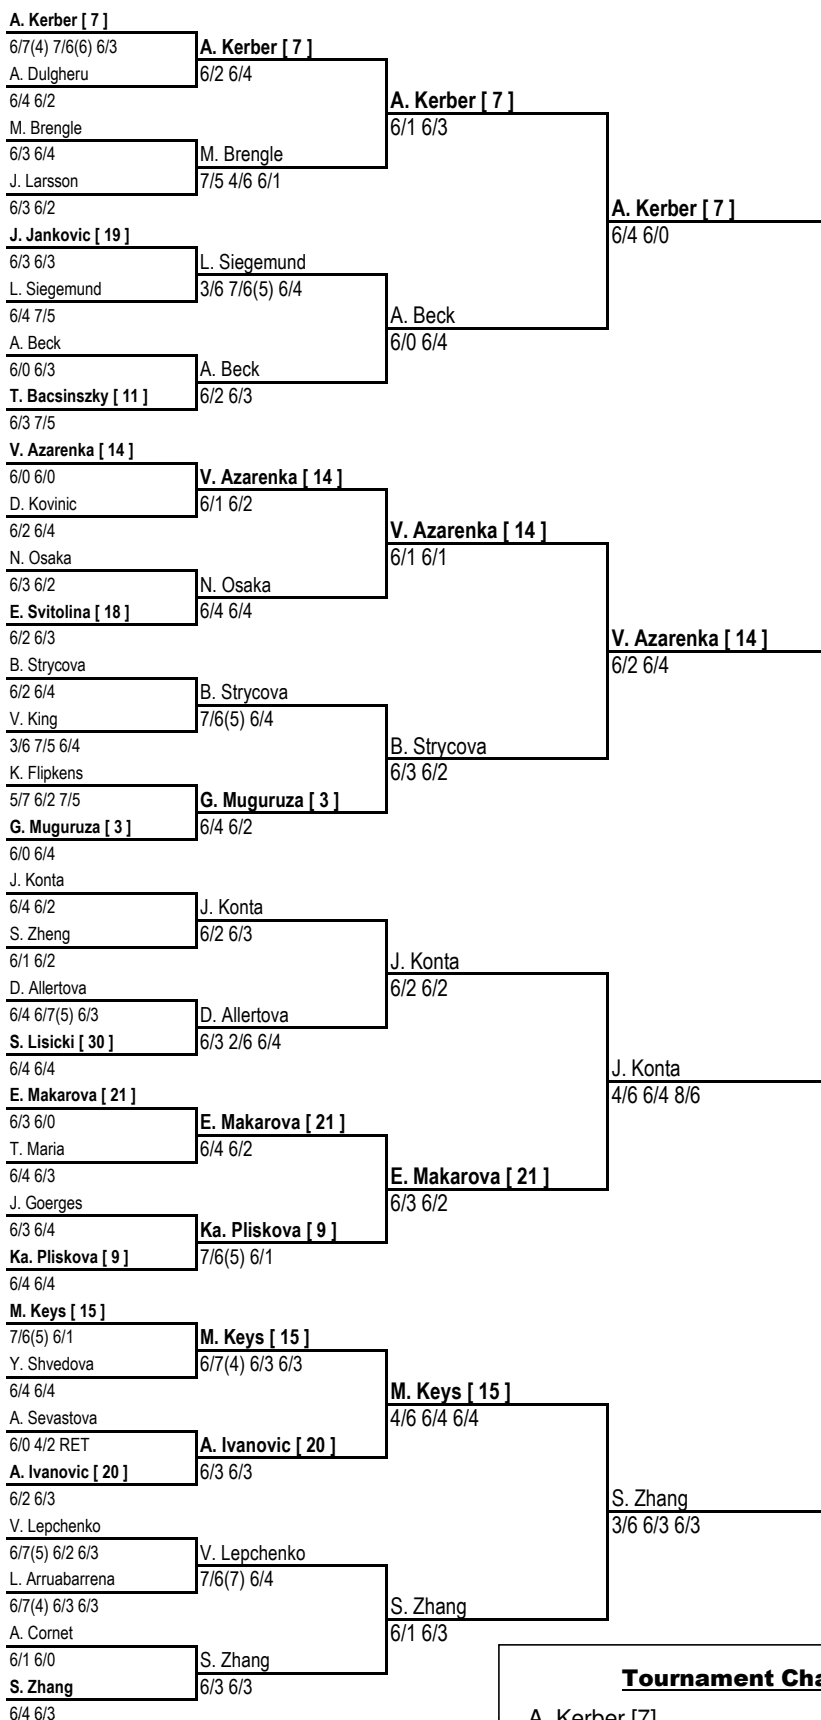 A. Kerber [ 7 ]
6/7(4) 7/6(6) 6/3
A. Dulgheru
6/4 6/2
M. Brengle
6/3 6/4
J. Larsson
6/3 6/2
J. Jankovic [ 19 ]
6/3 6/3
L. Siegemund
6/4 7/5
A. Beck
6/0 6/3
T. Bacsinszky [ 11 ]
6/3 7/5
V. Azarenka [ 14 ]
6/0 6/0
D. Kovinic
6/2 6/4
N. Osaka
6/3 6/2
E. Svitolina [ 18 ]
6/2 6/3
B. Strycova
6/2 6/4
V. King
3/6 7/5 6/4
K. Flipkens
5/7 6/2 7/5
G. Muguruza [ 3 ]
6/0 6/4
J. Konta
6/4 6/2
S. Zheng
6/1 6/2
D. Allertova
6/4 6/7(5) 6/3
S. Lisicki [ 30 ]
6/4 6/4
E. Makarova [ 21 ]
6/3 6/0
T. Maria
6/4 6/3
J. Goerges
6/3 6/4
Ka. Pliskova [ 9 ]
6/4 6/4
M. Keys [ 15 ]
7/6(5) 6/1
Y. Shvedova
6/4 6/4
A. Sevastova
6/0 4/2 RET
A. Ivanovic [ 20 ]
6/2 6/3
V. Lepchenko
6/7(5) 6/2 6/3
L. Arruabarrena
6/7(4) 6/3 6/3
A. Cornet
6/1 6/0
S. Zhang
6/4 6/3
A. Kerber [ 7 ]
6/2 6/4
M. Brengle
7/5 4/6 6/1
L. Siegemund
3/6 7/6(5) 6/4
A. Beck
6/2 6/3
V. Azarenka [ 14 ]
6/1 6/2
N. Osaka
6/4 6/4
B. Strycova
7/6(5) 6/4
G. Muguruza [ 3 ]
6/4 6/2
J. Konta
6/2 6/3
D. Allertova
6/3 2/6 6/4
E. Makarova [ 21 ]
6/4 6/2
Ka. Pliskova [ 9 ]
7/6(5) 6/1
M. Keys [ 15 ]
6/7(4) 6/3 6/3
A. Ivanovic [ 20 ]
6/3 6/3
V. Lepchenko
7/6(7) 6/4
S. Zhang
6/3 6/3
A. Kerber [ 7 ]
6/1 6/3
A. Beck
6/0 6/4
V. Azarenka [ 14 ]
6/1 6/1
B. Strycova
6/3 6/2
J. Konta
6/2 6/2
E. Makarova [ 21 ]
6/3 6/2
M. Keys [ 15 ]
4/6 6/4 6/4
S. Zhang
6/1 6/3
A. Kerber [ 7 ]
6/4 6/0
V. Azarenka [ 14 ]
6/2 6/4
J. Konta
4/6 6/4 8/6
S. Zhang
3/6 6/3 6/3
Tournament Cha
A. Kerber [7]